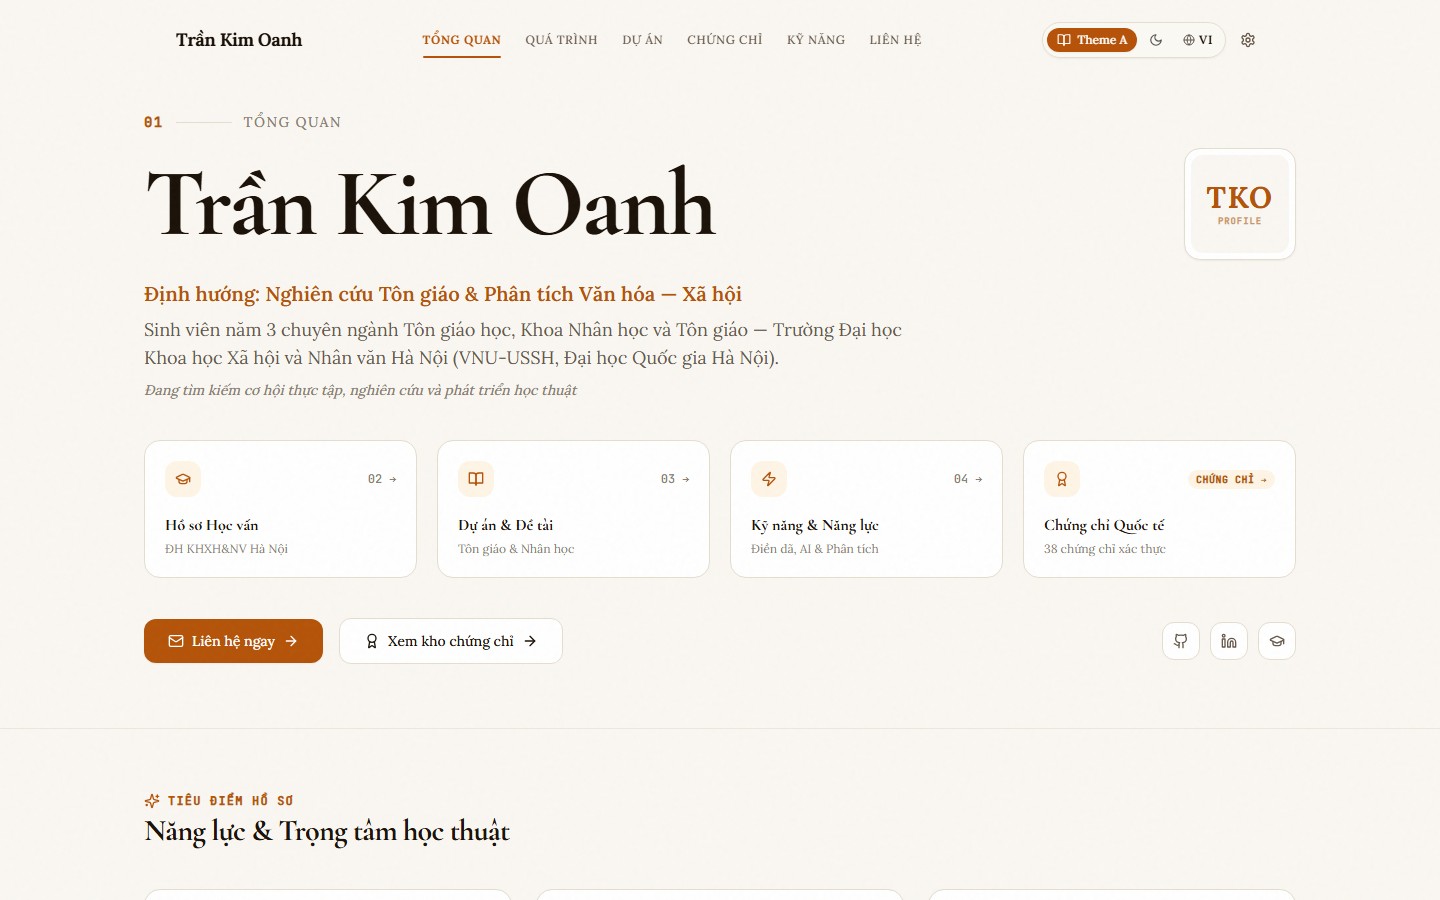 Trần Kim Oanh
TỔNG QUAN
QUÁ TRÌNH
DỰ ÁN
CHỨNG CHỈ
KỸ NĂNG
LIÊN HỆ
Theme A
VI
01
TỔNG QUAN
Trần Kim Oanh
TKO
PROFILE
Định hướng: Nghiên cứu Tôn giáo & Phân tích Văn hóa — Xã hội
Sinh viên năm 3 chuyên ngành Tôn giáo học, Khoa Nhân học và Tôn giáo — Trường Đại học
Khoa học Xã hội và Nhân văn Hà Nội (VNU-USSH, Đại học Quốc gia Hà Nội).
Đang tìm kiếm cơ hội thực tập, nghiên cứu và phát triển học thuật
02 →
Hồ sơ Học vấn
ĐH KHXH&NV Hà Nội
03 →
Dự án & Đề tài
Tôn giáo & Nhân học
04 →
Kỹ năng & Năng lực
Điền dã, AI & Phân tích
CHỨNG CHỈ →
Chứng chỉ Quốc tế
38 chứng chỉ xác thực
Liên hệ ngay →
Xem kho chứng chỉ →
TIÊU ĐIỂM HỒ SƠ
Năng lực & Trọng tâm học thuật